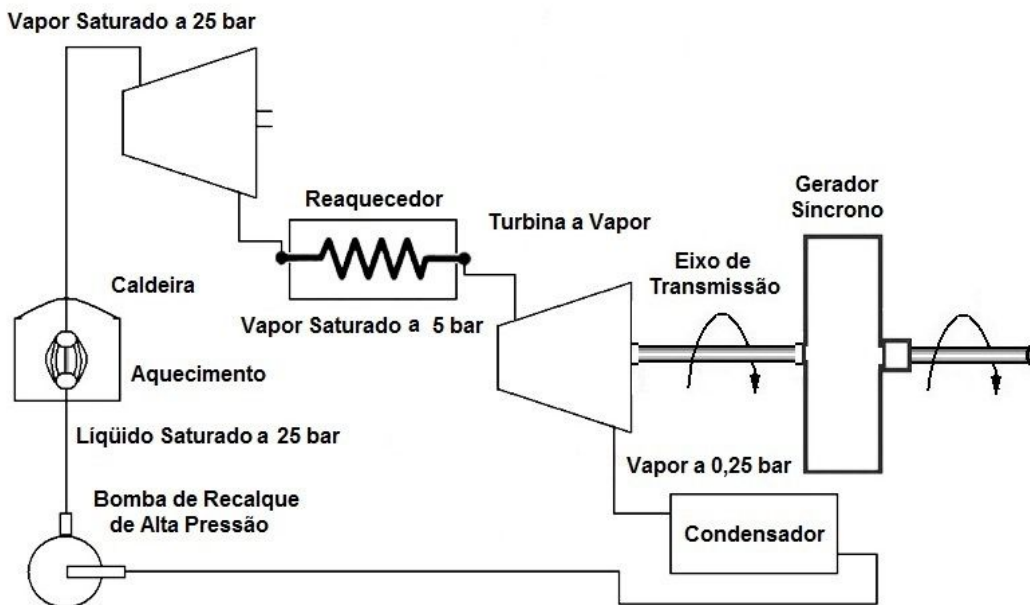 Vapor Saturado a 25 bar
Reaquecedor
Turbina a Vapor
Gerador
Síncrono
Eixo de
Transmissão
Caldeira
Vapor Saturado a 5 bar
Aquecimento
Líqüido Saturado a 25 bar
Vapor a 0,25 bar
Bomba de Recalque
de Alta Pressão
Condensador